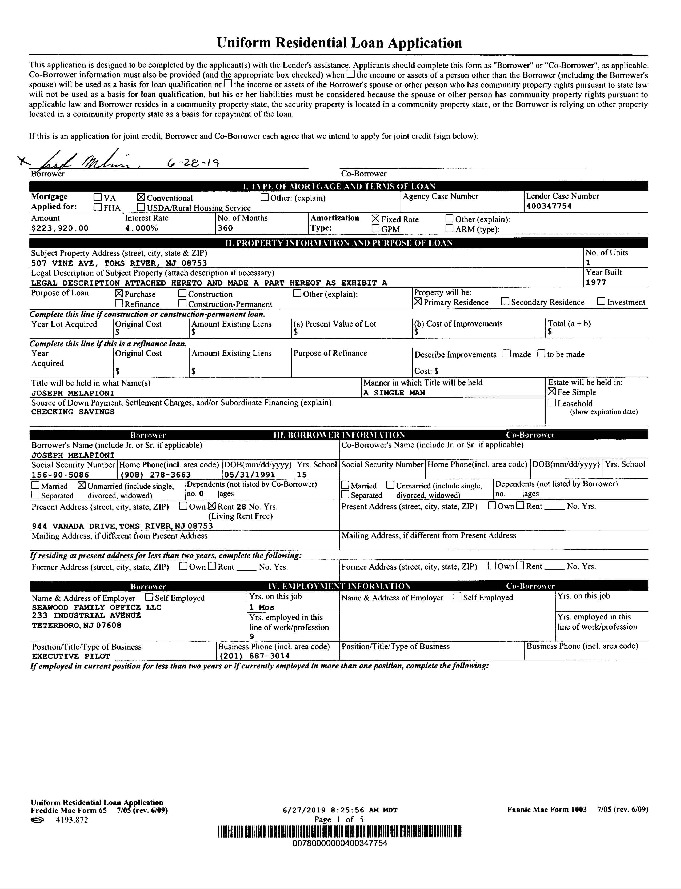 Uniform Residential Loan Application
This application is designed to be completed by the applicant(s) with the Lender's assistance. Applicants should complete this form as "Borrower" or "Co-Borrower", as applicable.
Co-Borrower information must also be provided (and the appropriate box checked) when ☐ the income or assets of a person other than the Borrower (including the Borrower's
spouse) will be used as a basis for loan qualification or ☐ the income or assets of the Borrower's spouse or other person who has community property rights pursuant to state law
will not be used as a basis for loan qualification, but his or her liabilities must be considered because the spouse or other person has community property rights pursuant to
applicable law and Borrower resides in a community property state, the security property is located in a community property state, or the Borrower is relying on other property
located in a community property state as a basis for repayment of the loan.
If this is an application for joint credit, Borrower and Co-Borrower each agree that we intend to apply for joint credit (sign below):
X 6-28-19
Borrower Co-Borrower
I. TYPE OF MORTGAGE AND TERMS OF LOAN
Mortgage ☐ VA ☒ Conventional ☐ Other: (explain) Agency Case Number Lender Case Number
Applied for: ☐ FHA ☐ USDA/Rural Housing Service 400347754
Amount Interest Rate No. of Months Amortization ☒ Fixed Rate ☐ Other (explain):
$223,920.00 4.000% 360 Type: ☐ GPM ☐ ARM (type):
II. PROPERTY INFORMATION AND PURPOSE OF LOAN
Subject Property Address (street, city, state & ZIP) No. of Units
507 VINE AVE, TOMS RIVER, NJ 08753 1
Legal Description of Subject Property (attach description if necessary) Year Built
LEGAL DESCRIPTION ATTACHED HERETO AND MADE A PART HEREOF AS EXHIBIT A 1977
Purpose of Loan ☒ Purchase ☐ Construction ☐ Other (explain): Property will be:
☐ Refinance ☐ Construction-Permanent ☒ Primary Residence ☐ Secondary Residence ☐ Investment
Complete this line if construction or construction-permanent loan.
Year Lot Acquired Original Cost Amount Existing Liens (a) Present Value of Lot (b) Cost of Improvements Total (a + b)
$ $ $ $ $
Complete this line if this is a refinance loan.
Year Original Cost Amount Existing Liens Purpose of Refinance Describe Improvements ☐ made ☐ to be made
Acquired
$ $ Cost: $
Title will be held in what Name(s) Manner in which Title will be held Estate will be held in:
JOSEPH MELAPIONI A SINGLE MAN ☒ Fee Simple
Source of Down Payment, Settlement Charges, and/or Subordinate Financing (explain) ☐ Leasehold
CHECKING SAVINGS (show expiration date)
Borrower III. BORROWER INFORMATION Co-Borrower
Borrower's Name (include Jr. or Sr. if applicable) Co-Borrower's Name (include Jr. or Sr. if applicable)
JOSEPH MELAPIONI
Social Security Number Home Phone(incl. area code) DOB(mm/dd/yyyy) Yrs. School Social Security Number Home Phone(incl. area code) DOB(mm/dd/yyyy) Yrs. School
156-90-5086 (908) 278-3663 05/31/1991 15
☐ Married ☒ Unmarried (include single, Dependents (not listed by Co-Borrower) ☐ Married ☐ Unmarried (include single, Dependents (not listed by Borrower)
☐ Separated divorced, widowed) no. 0 ages ☐ Separated divorced, widowed) no. ages
Present Address (street, city, state, ZIP) ☐ Own ☒ Rent 28 No. Yrs. Present Address (street, city, state, ZIP) ☐ Own ☐ Rent No. Yrs.
(Living Rent Free)
944 VANADA DRIVE, TOMS RIVER, NJ 08753
Mailing Address, if different from Present Address Mailing Address, if different from Present Address
If residing at present address for less than two years, complete the following:
Former Address (street, city, state, ZIP) ☐ Own ☐ Rent ____ No. Yrs. Former Address (street, city, state, ZIP) ☐ Own ☐ Rent ____ No. Yrs.
Borrower IV. EMPLOYMENT INFORMATION Co-Borrower
Name & Address of Employer ☐ Self Employed Yrs. on this job Name & Address of Employer ☐ Self Employed Yrs. on this job
SEAWOOD FAMILY OFFICE LLC 1 Mos
233 INDUSTRIAL AVENUE Yrs. employed in this Yrs. employed in this
TETERBORO, NJ 07608 line of work/profession line of work/profession
9
Position/Title/Type of Business Business Phone (incl. area code) Position/Title/Type of Business Business Phone (incl. area code)
EXECUTIVE PILOT (201) 687-3014
If employed in current position for less than two years or if currently employed in more than one position, complete the following:
Uniform Residential Loan Application
Freddie Mac Form 65 7/05 (rev. 6/09) 6/27/2019 8:25:56 AM MDT Fannie Mae Form 1003 7/05 (rev. 6/09)
4193.872 Page 1 of 5
00780000000400347754